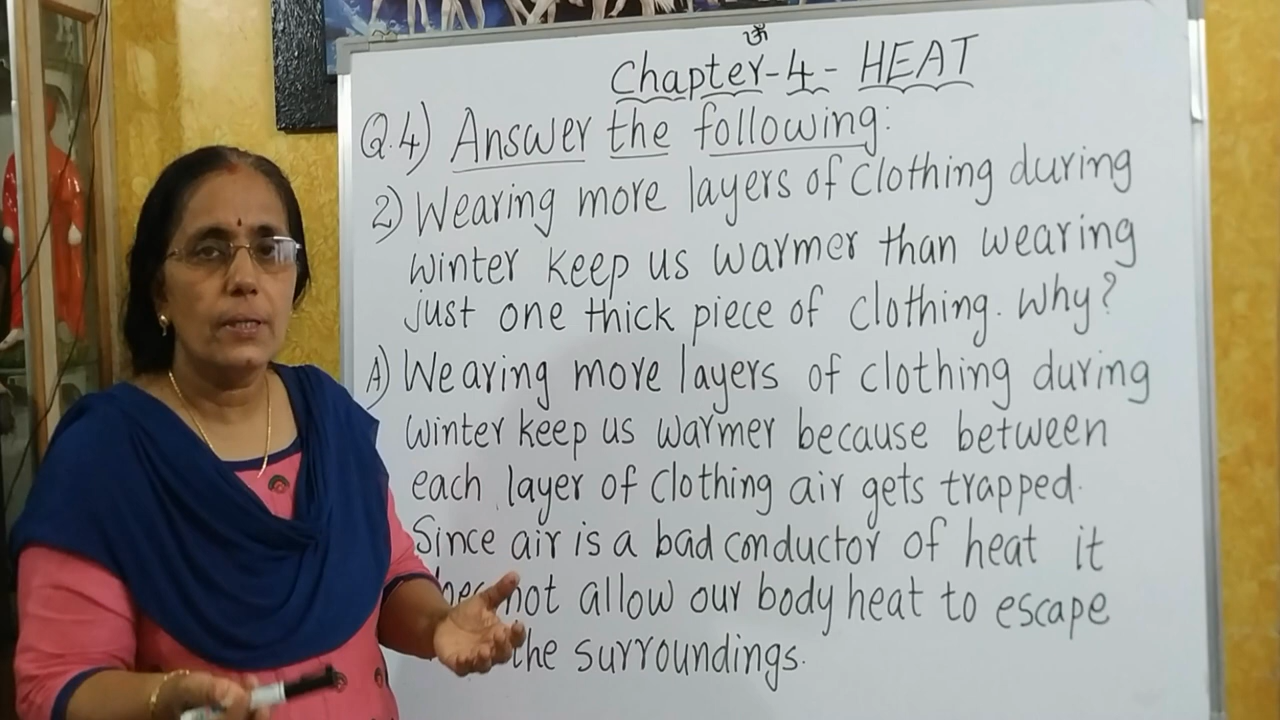 ॐ
Chapter-4-HEAT
Q.4) Answer the following:
2) Wearing more layers of clothing during
winter keep us warmer than wearing
just one thick piece of clothing. Why?
A) Wearing more layers of clothing during
winter keep us warmer because between
each layer of clothing air gets trapped.
Since air is a bad conductor of heat it
not allow our body heat to escape
the surroundings.